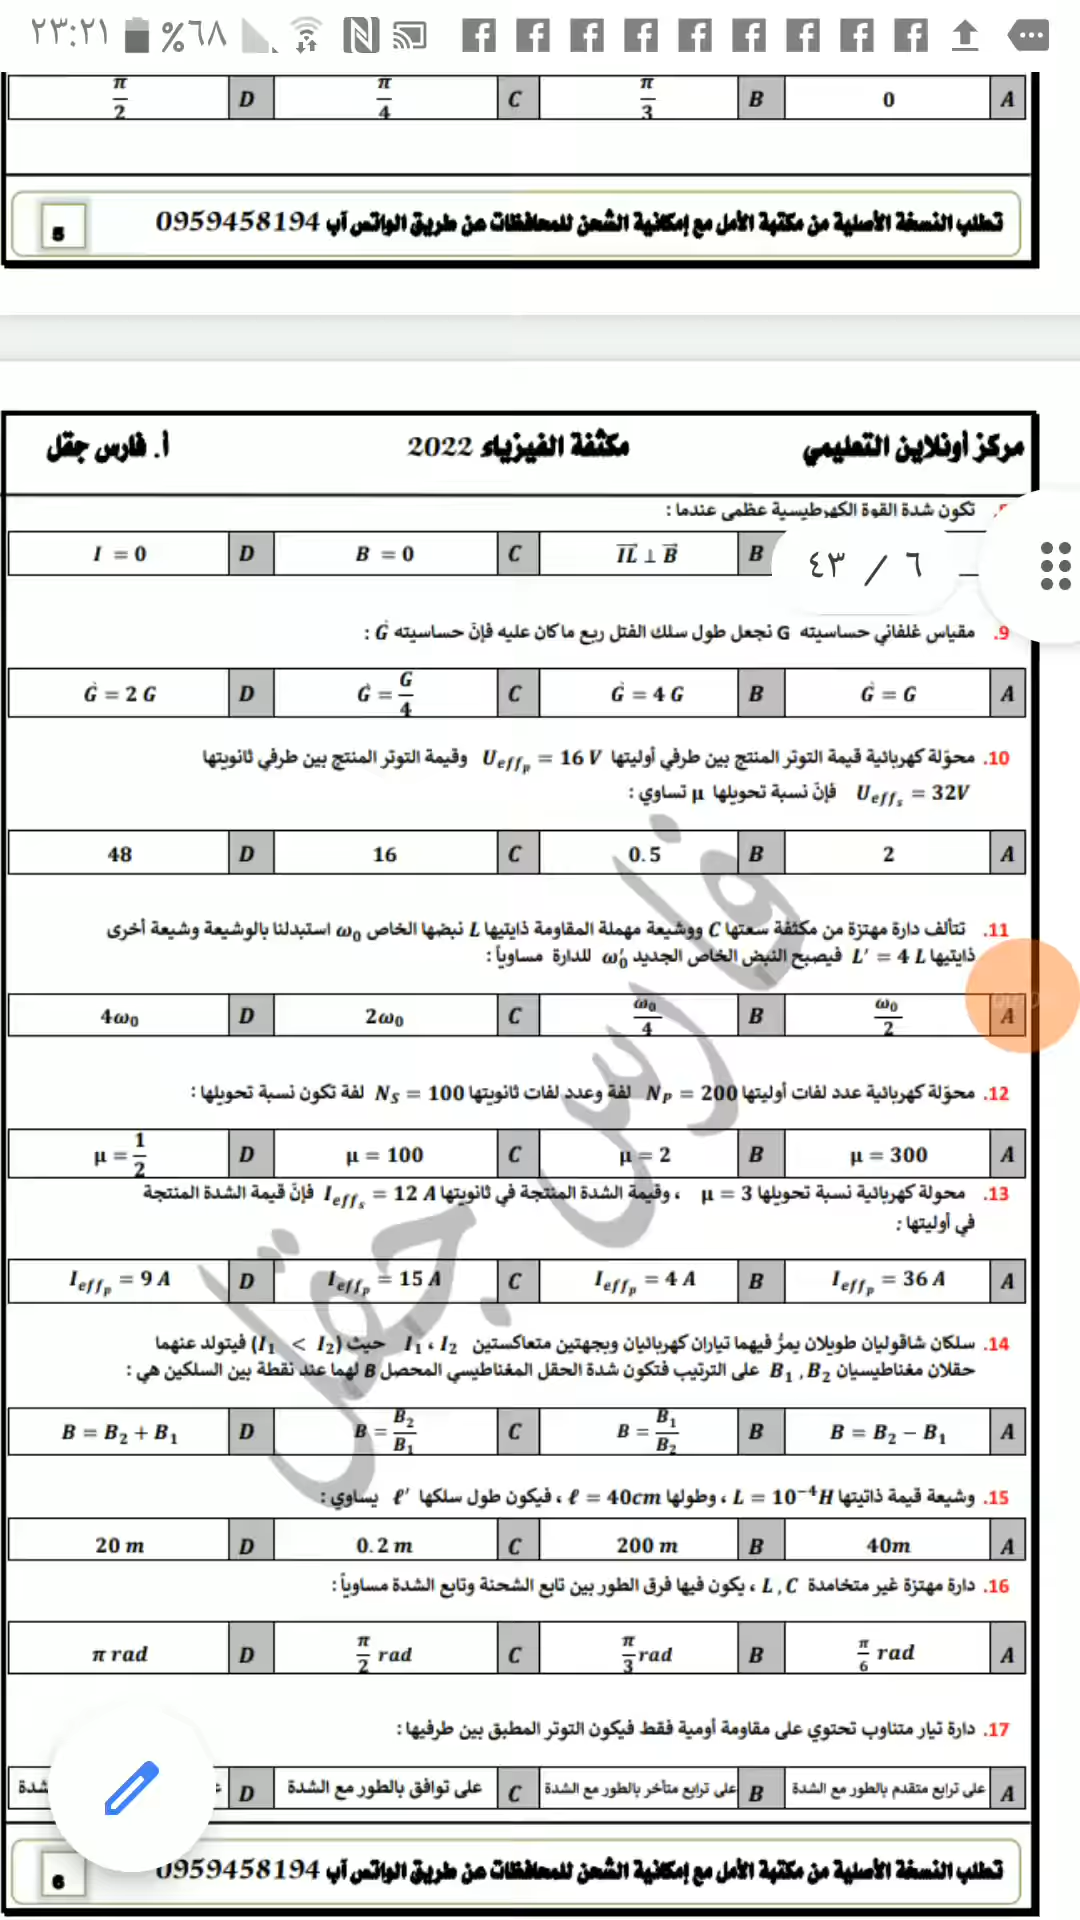 ٢٣:٢١ %٦٨
A 0 B π/3 C π/4 D π/2
تطلب النسخة الأصلية من مكتبة الأمل مع إمكانية الشحن للمحافظات عن طريق الواتس آب 0959458194
5
مركز أونلاين التعليمي مكثفة الفيزياء 2022 أ. فارس جقل
تكون شدة القوة الكهرطيسية عظمى عندما :
B IL⃗ ⊥ B⃗ C B = 0 D I = 0
٦ / ٤٣
9. مقياس غلفاني حساسيته G نجعل طول سلك الفتل ربع ماكان عليه فإنّ حساسيته G̀ :
A G̀ = G B G̀ = 4 G C G̀ = G/4 D G̀ = 2 G
10. محوّلة كهربائية قيمة التوتر المنتج بين طرفي أوليتها U_eff_p = 16 V وقيمة التوتر المنتج بين طرفي ثانويتها
U_eff_s = 32V فإنّ نسبة تحويلها μ تساوي :
A 2 B 0.5 C 16 D 48
11. تتألف دارة مهتزة من مكثفة سعتها C ووشيعة مهملة المقاومة ذايتيها L نبضها الخاص ω₀ استبدلنا بالوشيعة وشيعة أخرى
ذايتيها L′ = 4 L فيصبح النبض الخاص الجديد ω₀′ للدارة مساوياً :
A ω₀/2 B ω₀/4 C 2ω₀ D 4ω₀
12. محوّلة كهربائية عدد لفات أوليتها N_P = 200 لفة وعدد لفات ثانويتها N_S = 100 لفة تكون نسبة تحويلها :
A μ = 300 B μ = 2 C μ = 100 D μ = 1/2
13. محولة كهربائية نسبة تحويلها μ = 3 ، وقيمة الشدة المنتجة في ثانويتها I_eff_s = 12 A فإنّ قيمة الشدة المنتجة
في أوليتها :
A I_eff_p = 36 A B I_eff_p = 4 A C I_eff_p = 15 A D I_eff_p = 9 A
14. سلكان شاقوليان طويلان يمرُّ فيهما تياران كهربائيان وبجهتين متعاكستين I₁ ، I₂ حيث (I₁ < I₂) فيتولد عنهما
حقلان مغناطيسيان B₁ , B₂ على الترتيب فتكون شدة الحقل المغناطيسي المحصل B لهما عند نقطة بين السلكين هي :
A B = B₂ − B₁ B B = B₁/B₂ C B = B₂/B₁ D B = B₂ + B₁
15. وشيعة قيمة ذاتيتها L = 10⁻⁴H ، وطولها ℓ = 40cm ، فيكون طول سلكها ℓ′ يساوي :
A 40m B 200 m C 0.2 m D 20 m
16. دارة مهتزة غير متخامدة L , C ، يكون فيها فرق الطور بين تابع الشحنة وتابع الشدة مساوياً :
A π/6 rad B π/3 rad C π/2 rad D π rad
17. دارة تيار متناوب تحتوي على مقاومة أومية فقط فيكون التوتر المطبق بين طرفيها :
A على ترابع متقدم بالطور مع الشدة B على ترابع متأخر بالطور مع الشدة C على توافق بالطور مع الشدة D
تطلب النسخة الأصلية من مكتبة الأمل مع إمكانية الشحن للمحافظات عن طريق الواتس آب 0959458194
6
فارس جقل